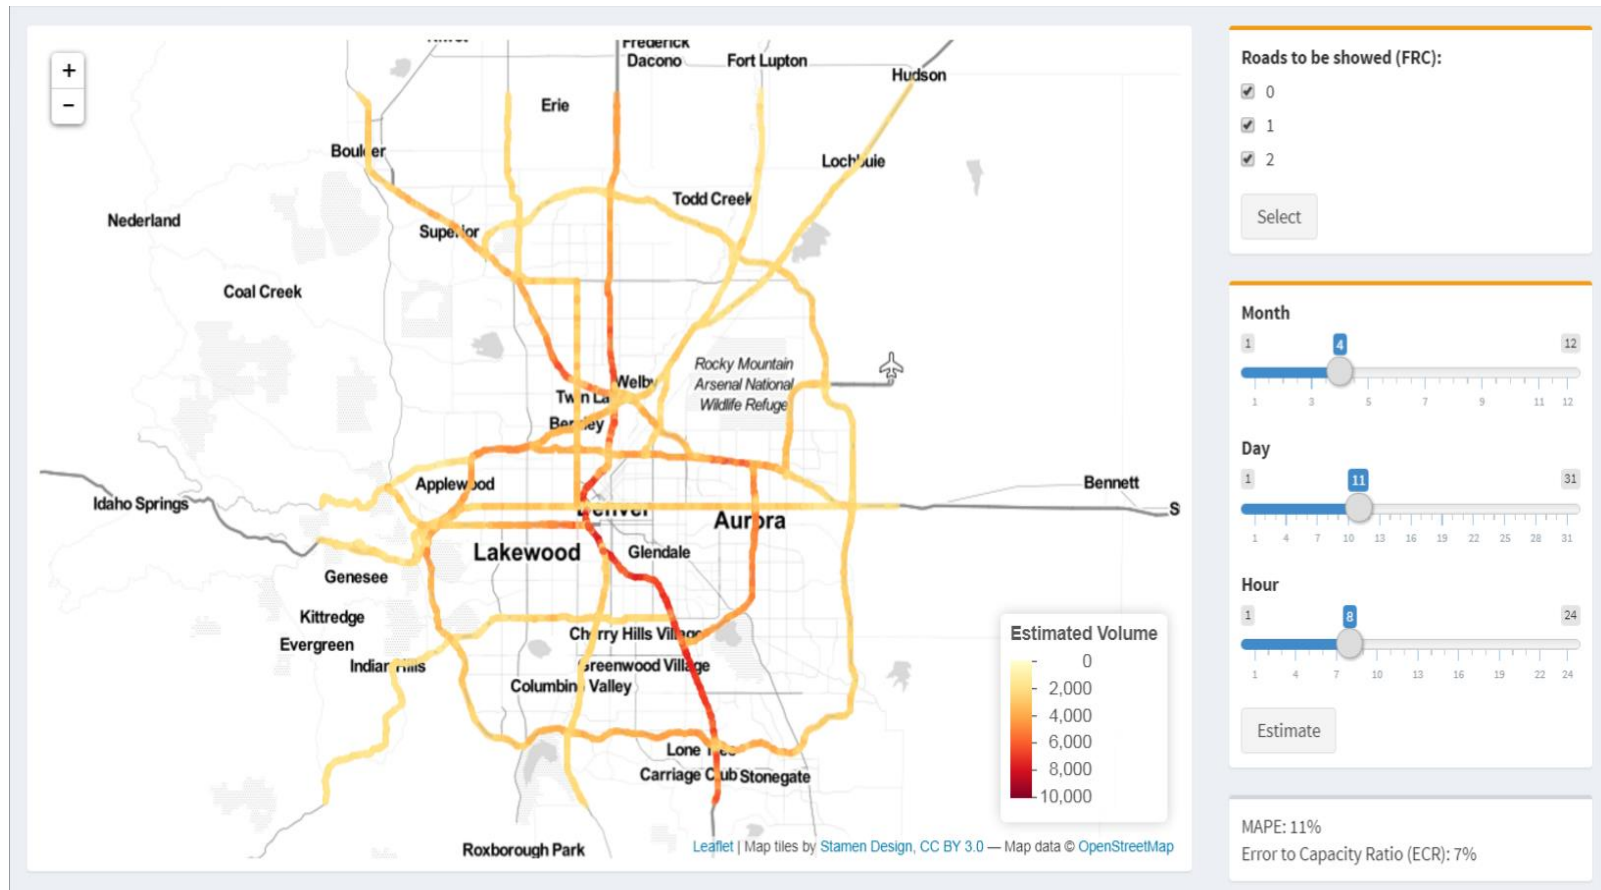 +
−
Frederick
Dacono
Fort Lupton
Hudson
Erie
Boulder
Lochbuie
Todd Creek
Nederland
Superior
Coal Creek
Rocky Mountain
Arsenal National
Wildlife Refuge
Welby
Berkley
Applewood
Bennett
Idaho Springs
S
Denver
Aurora
Lakewood
Glendale
Genesee
Kittredge
Cherry Hills Village
Evergreen
Indian Hills
Greenwood Village
Columbine Valley
Lone Tree
Carriage Club Stonegate
Roxborough Park
Estimated Volume
0
2,000
4,000
6,000
8,000
10,000
Leaflet | Map tiles by Stamen Design, CC BY 3.0 — Map data © OpenStreetMap
Roads to be showed (FRC):
0
1
2
Select
Month
1 4 12
1 3 5 7 9 11 12
Day
1 11 31
1 4 7 10 13 16 19 22 25 28 31
Hour
1 8 24
1 4 7 10 13 16 19 22 24
Estimate
MAPE: 11%
Error to Capacity Ratio (ECR): 7%